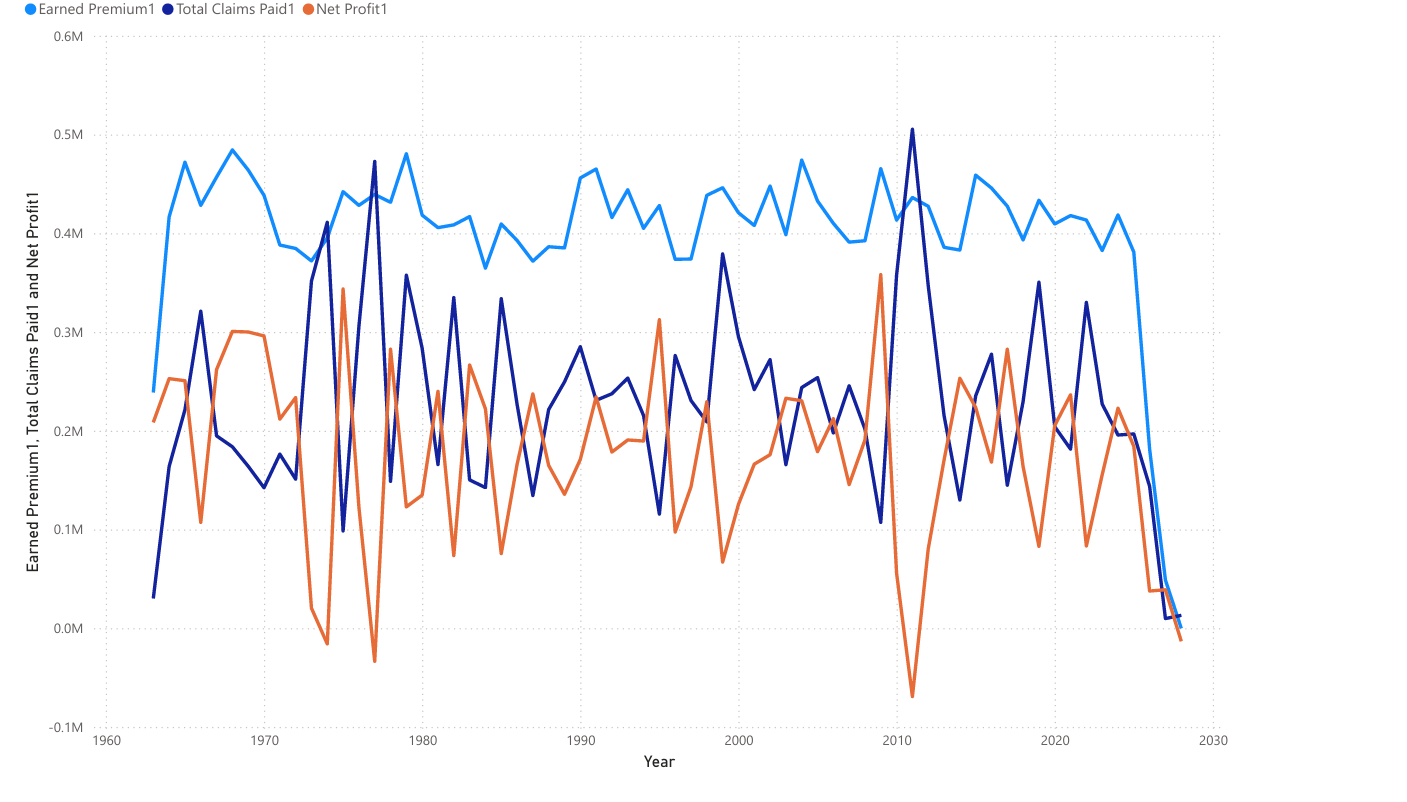 Earned Premium1 Total Claims Paid1 Net Profit1
0.6M
0.5M
0.4M
0.3M
0.2M
0.1M
0.0M
-0.1M
Earned Premium1, Total Claims Paid1 and Net Profit1
1960 1970 1980 1990 2000 2010 2020 2030
Year